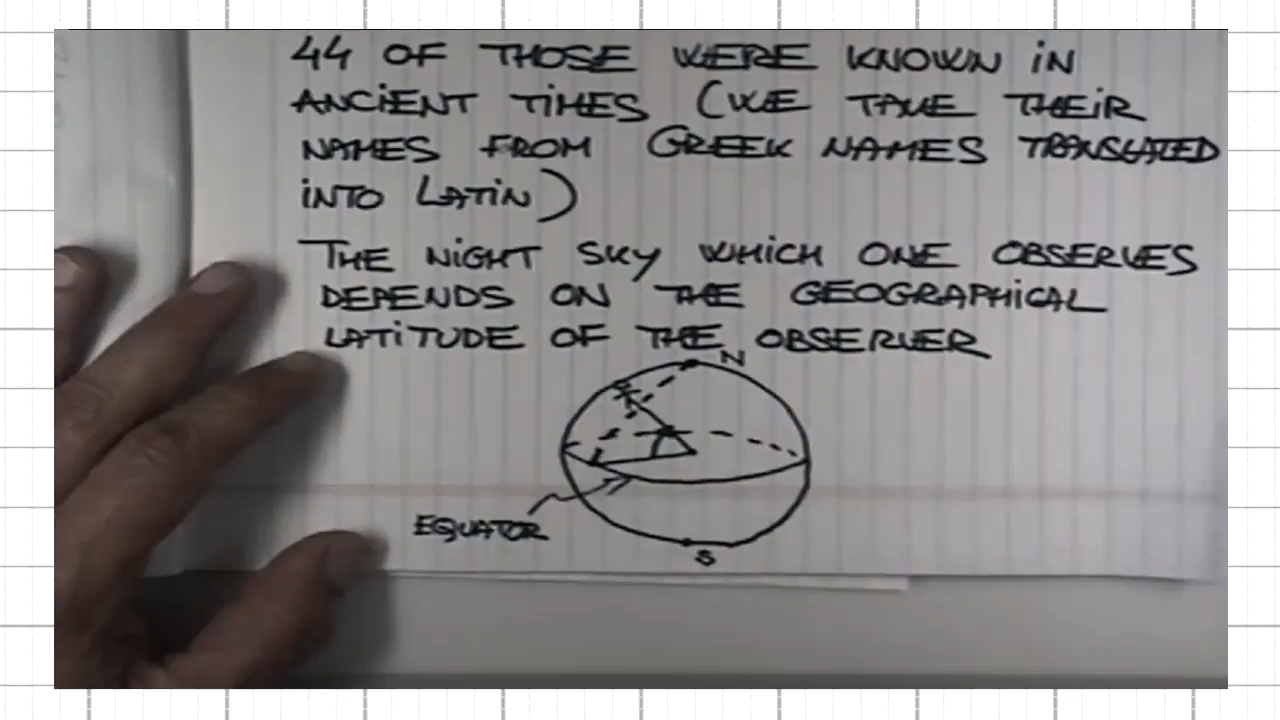 44 OF THOSE WERE KNOWN IN
ANCIENT TIMES (WE TAKE THEIR
NAMES FROM GREEK NAMES TRANSLATED
INTO LATIN)
THE NIGHT SKY WHICH ONE OBSERVES
DEPENDS ON THE GEOGRAPHICAL
LATITUDE OF THE OBSERVER
N
EQUATOR
S